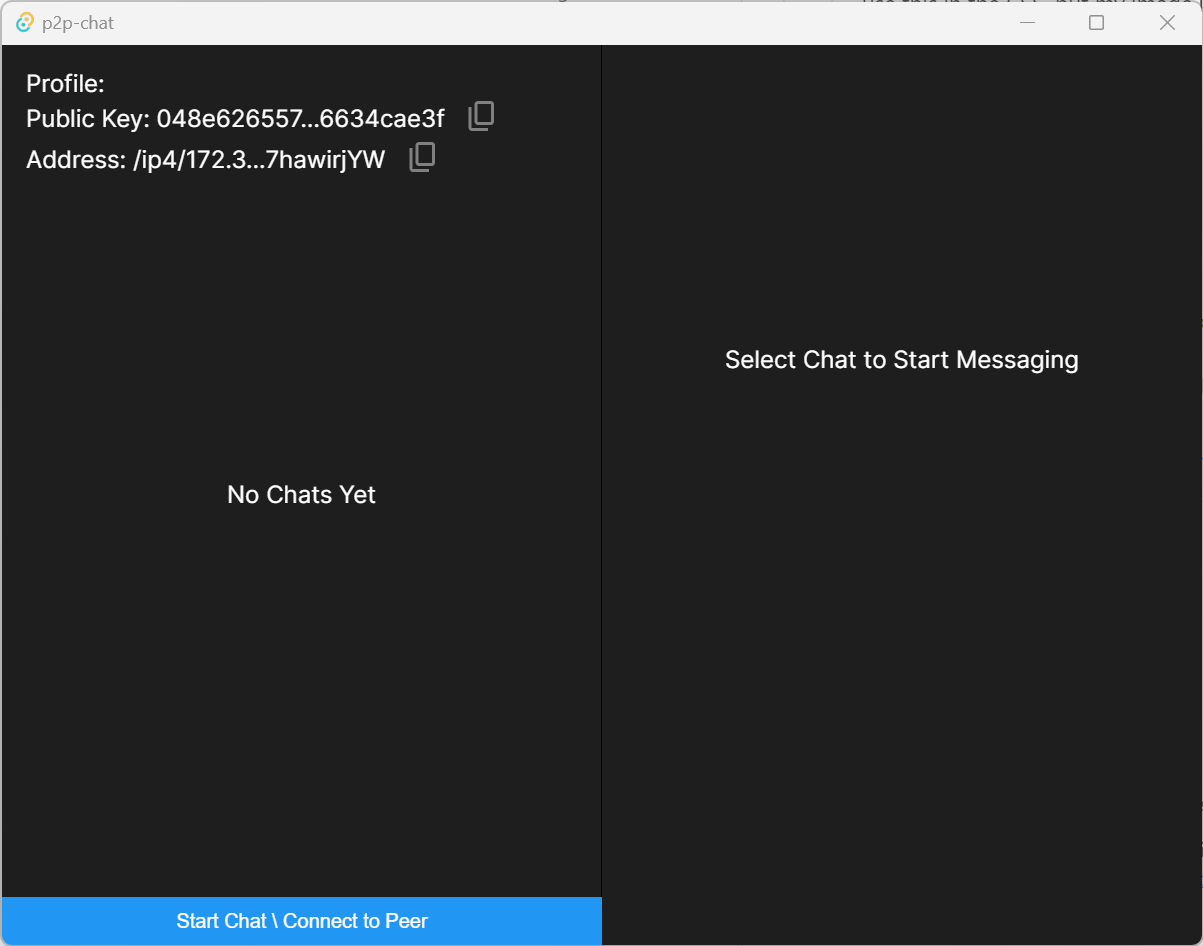 p2p-chat
Profile:
Public Key: 048e626557...6634cae3f
Address: /ip4/172.3...7hawirjYW
Select Chat to Start Messaging
No Chats Yet
Start Chat \ Connect to Peer